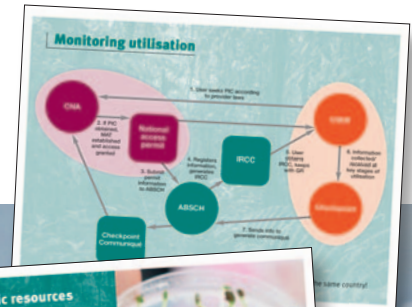 Monitoring utilisation
1. User seeks PIC according
to provider laws
CNA
USER
2. If PIC
obtained,
MAT
established
and access
granted
National
access
permit
3. Submit
permit
information
to ABSCH
4. Registers
information,
generates
IRCC
IRCC
5. User
obtains
IRCC, keeps
with GR
6. Information
collected/
received at
key stages of
utilisation
ABSCH
Checkpoint
7. Sends info to
generate communiqué
Checkpoint
Communiqué
the same country!
ic resources